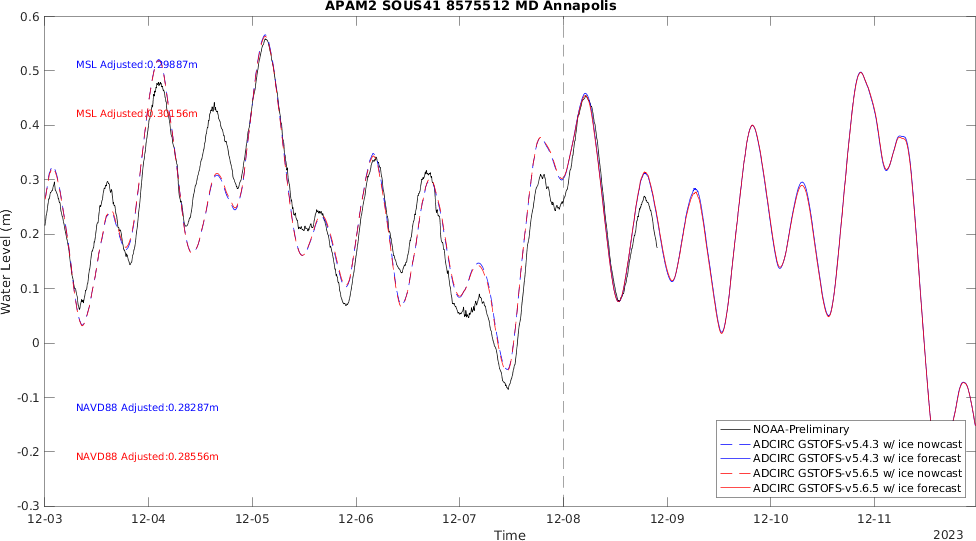 APAM2 SOUS41 8575512 MD Annapolis
0.6
0.5
0.4
0.3
0.2
0.1
0
-0.1
-0.2
-0.3
Water Level (m)
MSL Adjusted:0.29887m
MSL Adjusted:0.30156m
NAVD88 Adjusted:0.28287m
NAVD88 Adjusted:0.28556m
NOAA-Preliminary
ADCIRC GSTOFS-v5.4.3 w/ ice nowcast
ADCIRC GSTOFS-v5.4.3 w/ ice forecast
ADCIRC GSTOFS-v5.6.5 w/ ice nowcast
ADCIRC GSTOFS-v5.6.5 w/ ice forecast
12-03 12-04 12-05 12-06 12-07 12-08 12-09 12-10 12-11
Time
2023